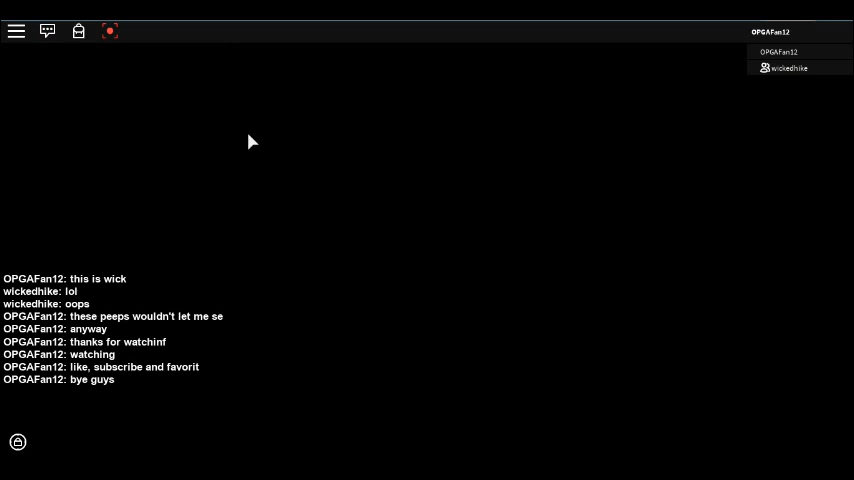 OPGAFan12
OPGAFan12
wickedhike
OPGAFan12: this is wick
wickedhike: lol
wickedhike: oops
OPGAFan12: these peeps wouldn't let me se
OPGAFan12: anyway
OPGAFan12: thanks for watchinf
OPGAFan12: watching
OPGAFan12: like, subscribe and favorit
OPGAFan12: bye guys